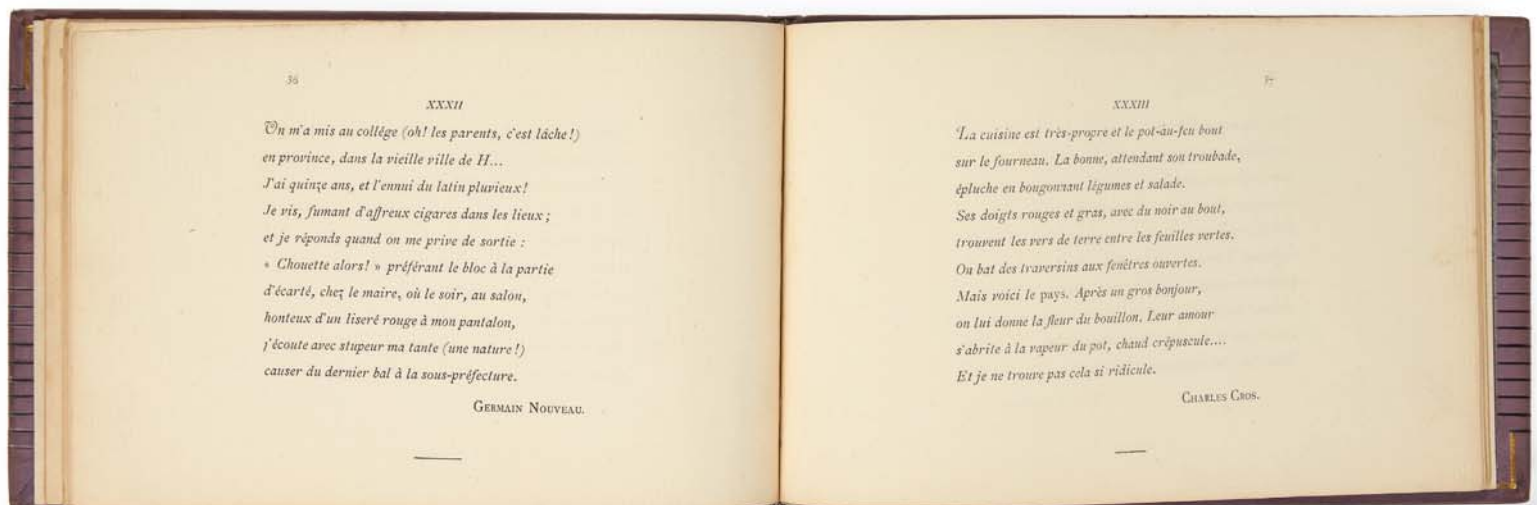 36
XXXII
On m'a mis au collége (oh! les parents, c'est lâche!)
en province, dans la vieille ville de H...
J'ai quinze ans, et l'ennui du latin pluvieux!
Je vis, fumant d'affreux cigares dans les lieux;
et je réponds quand on me prive de sortie :
« Chouette alors! » préférant le bloc à la partie
d'écarté, chez le maire, où le soir, au salon,
honteux d'un liseré rouge à mon pantalon,
j'écoute avec stupeur ma tante (une nature!)
causer du dernier bal à la sous-préfecture.
GERMAIN NOUVEAU.
37
XXXIII
La cuisine est très-propre et le pot-au-feu bout
sur le fourneau. La bonne, attendant son troubade,
épluche en bougonnant légumes et salade.
Ses doigts rouges et gras, avec du noir au bout,
trouvent les vers de terre entre les feuilles vertes.
On bat des traversins aux fenêtres ouvertes.
Mais voici le pays. Après un gros bonjour,
on lui donne la fleur du bouillon. Leur amour
s'abrite à la vapeur du pot, chaud crépuscule....
Et je ne trouve pas cela si ridicule.
CHARLES CROS.